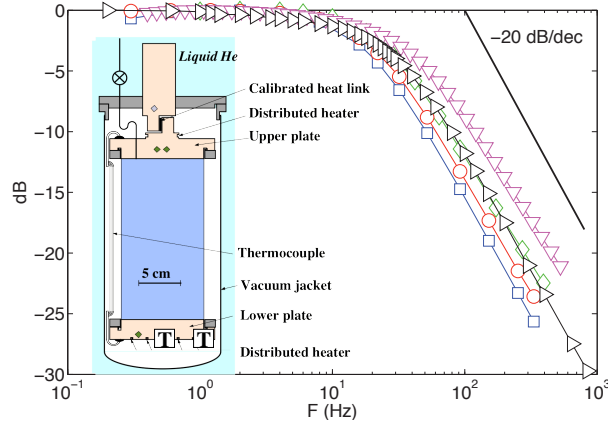 0
−5
−10
−15
−20
−25
−30
dB
10⁻¹
10⁰
10¹
10²
10³
F (Hz)
−20 dB/dec
Liquid He
Calibrated heat link
Distributed heater
Upper plate
Thermocouple
5 cm
Vacuum jacket
Lower plate
T T
Distributed heater